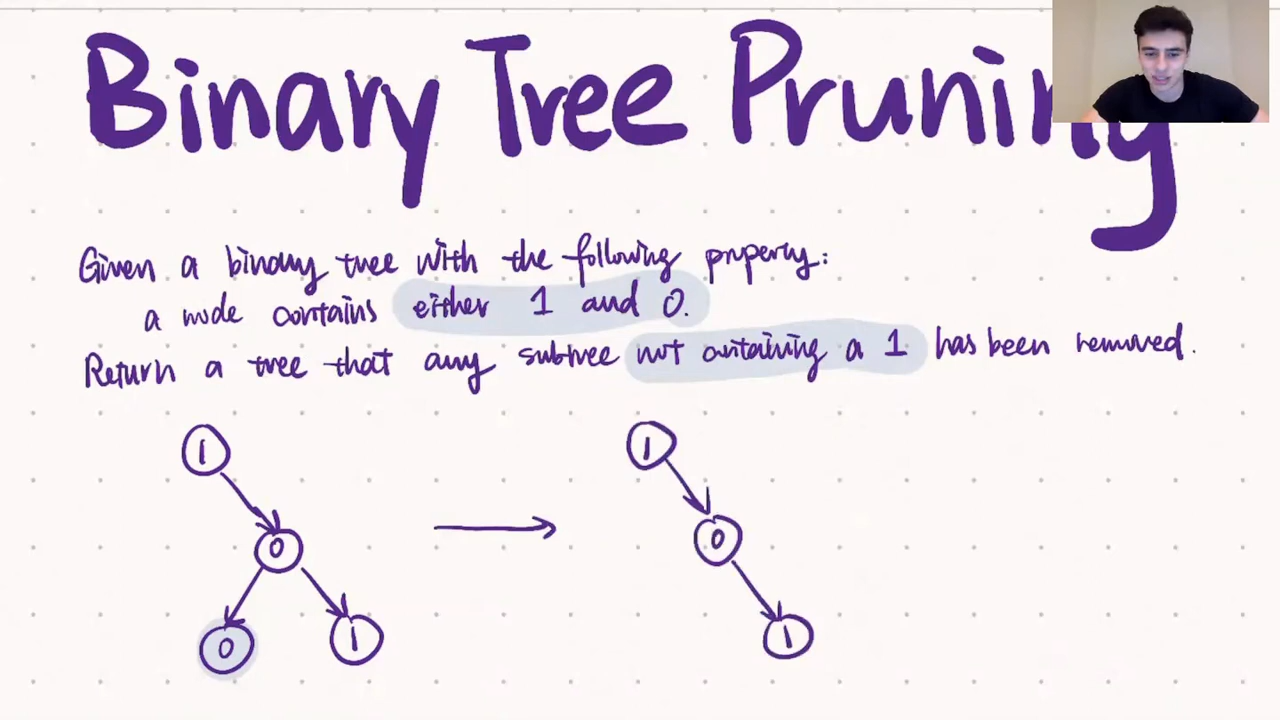 Binary Tree Pruning
Given a binary tree with the following property:
a node contains either 1 and 0.
Return a tree that any subtree not containing a 1 has been removed.
1
1
0
0
0
1
1